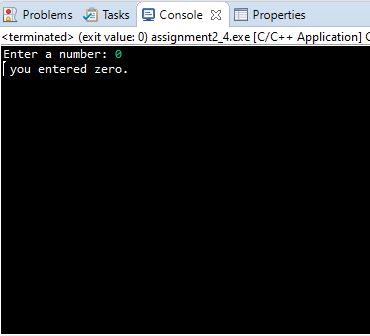 Problems Tasks Console Properties
<terminated> (exit value: 0) assignment2_4.exe [C/C++ Application] C
Enter a number: 0
you entered zero.